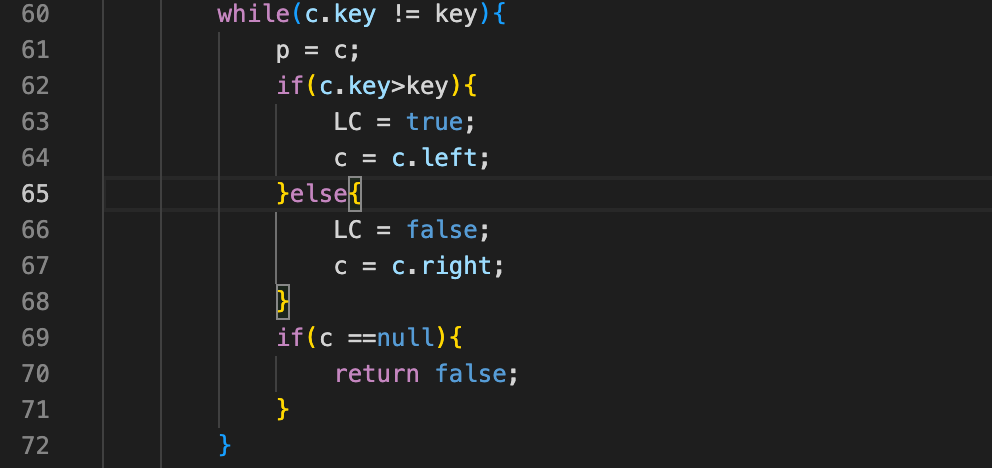 60 while(c.key != key){
61 p = c;
62 if(c.key>key){
63 LC = true;
64 c = c.left;
65 }else{
66 LC = false;
67 c = c.right;
68 }
69 if(c ==null){
70 return false;
71 }
72 }